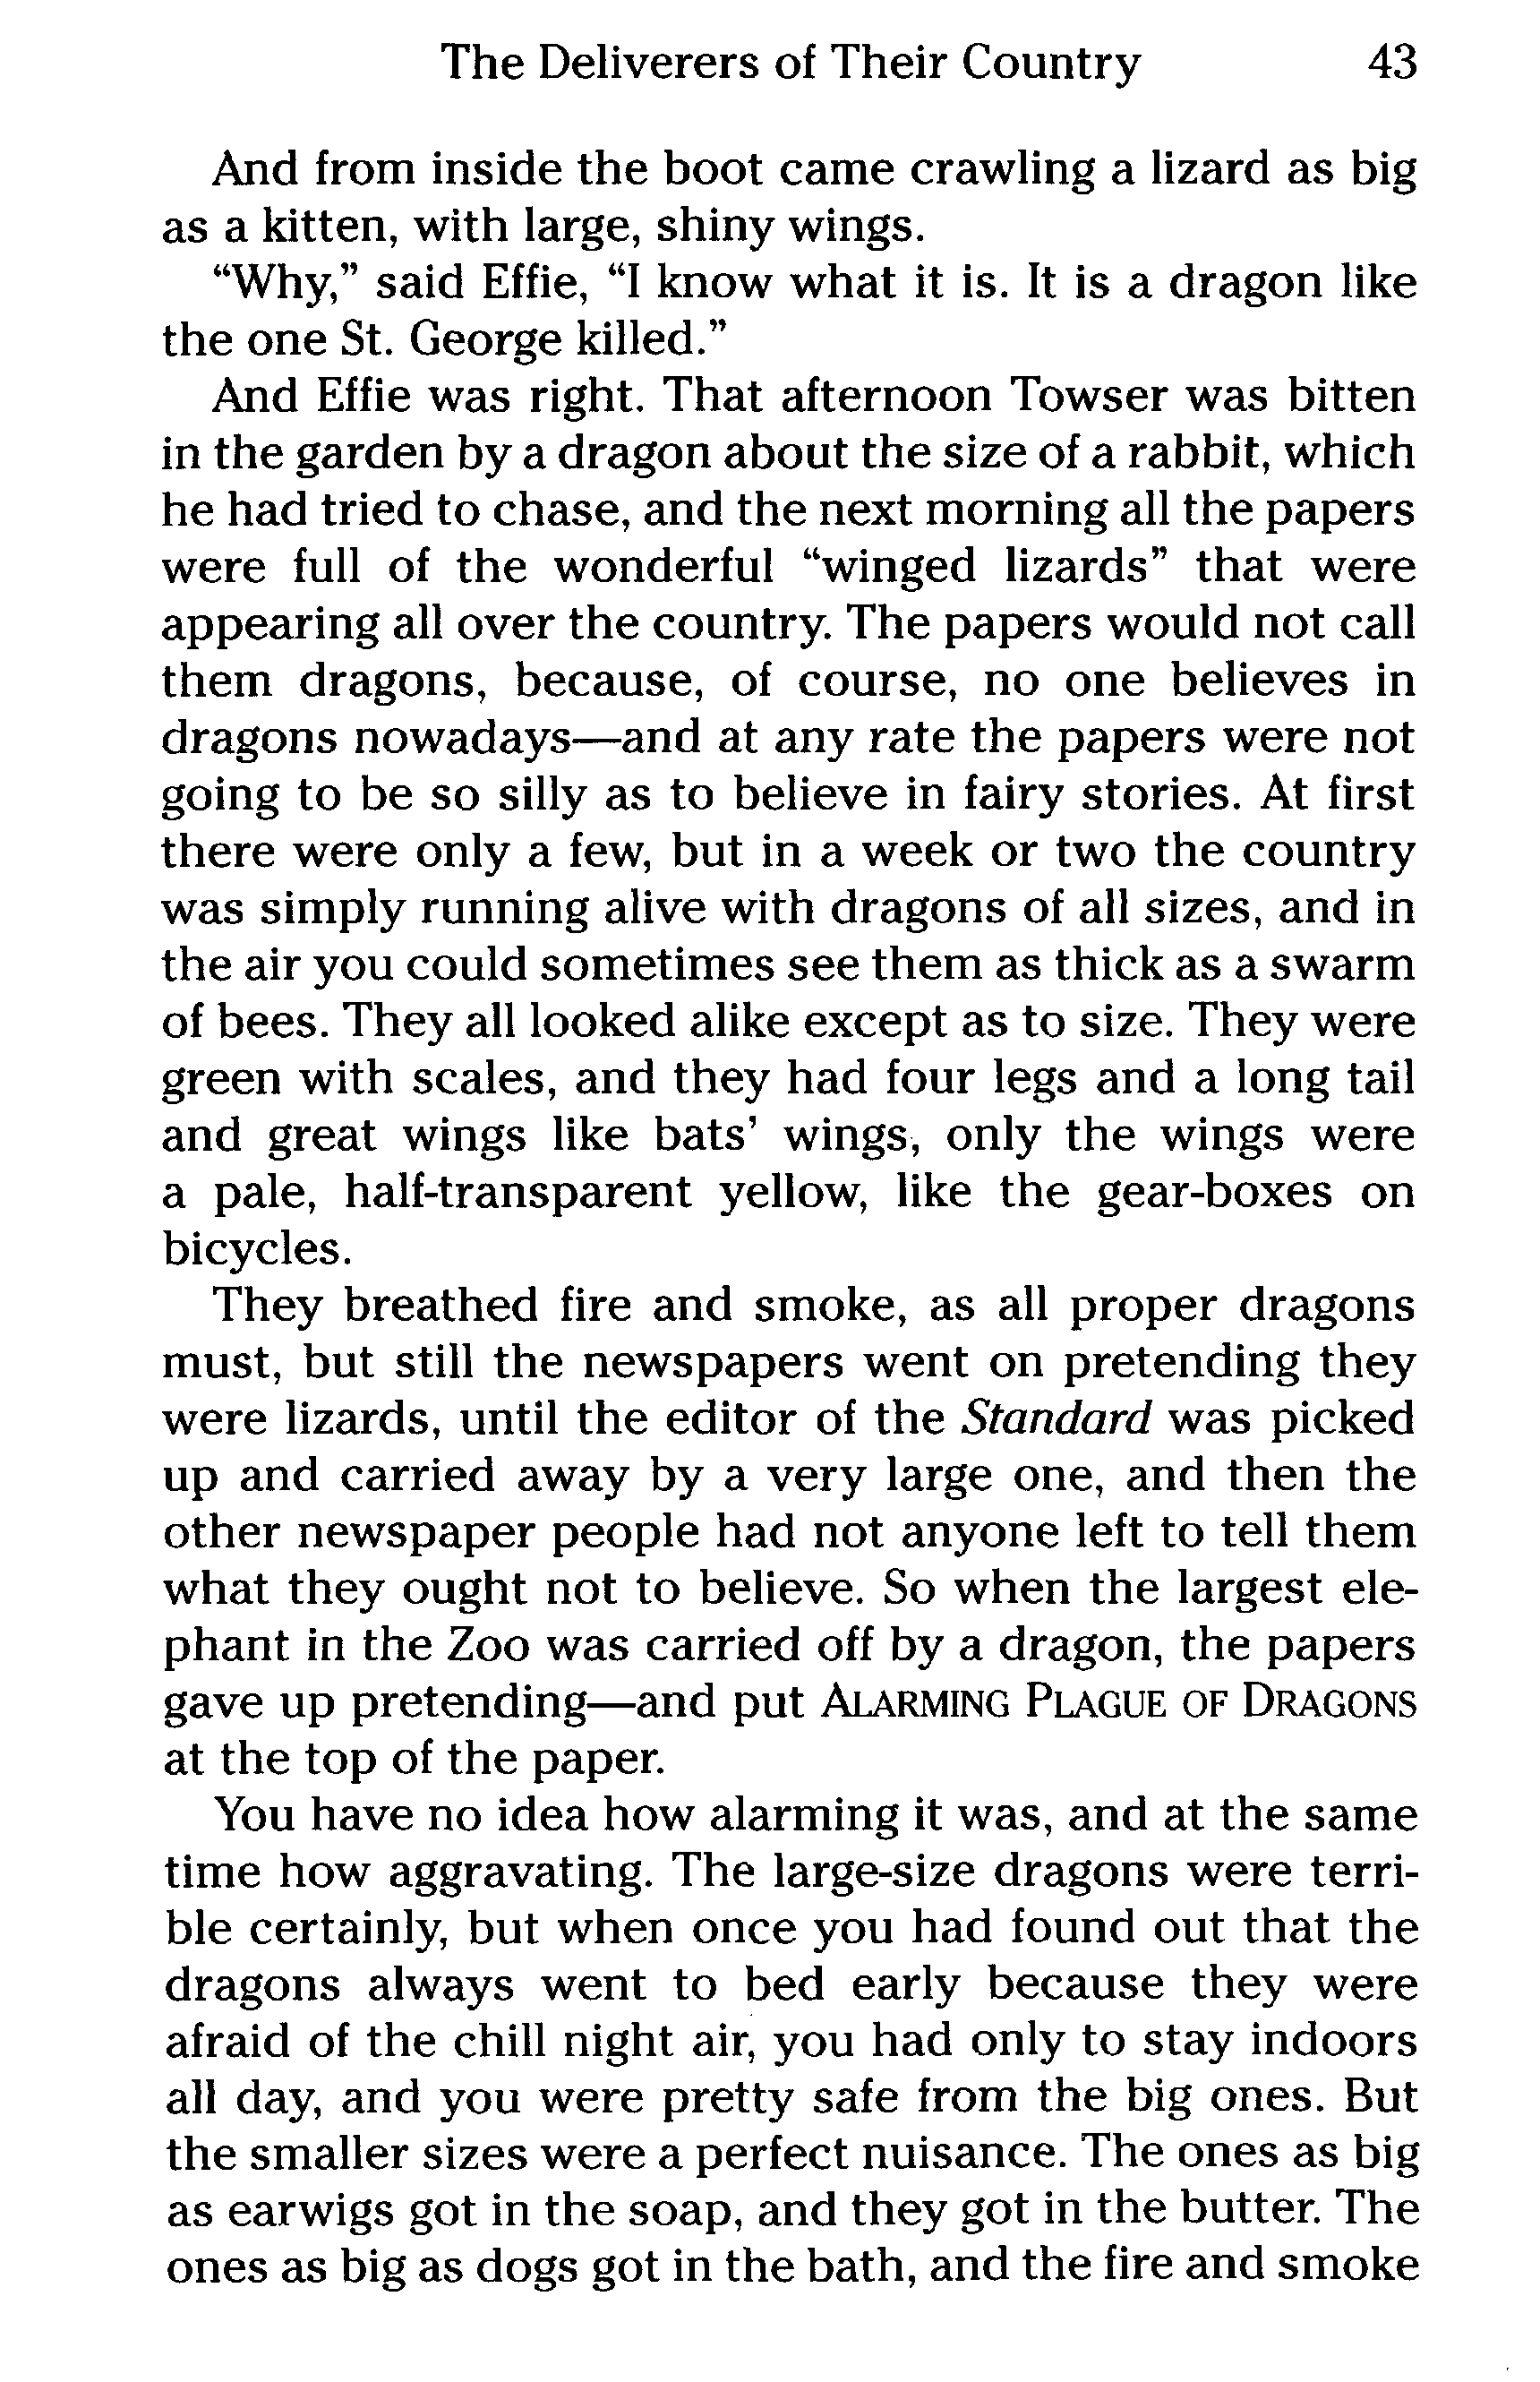 The Deliverers of Their Country 43
And from inside the boot came crawling a lizard as big
as a kitten, with large, shiny wings.
“Why,” said Effie, “I know what it is. It is a dragon like
the one St. George killed.”
And Effie was right. That afternoon Towser was bitten
in the garden by a dragon about the size of a rabbit, which
he had tried to chase, and the next morning all the papers
were full of the wonderful “winged lizards” that were
appearing all over the country. The papers would not call
them dragons, because, of course, no one believes in
dragons nowadays—and at any rate the papers were not
going to be so silly as to believe in fairy stories. At first
there were only a few, but in a week or two the country
was simply running alive with dragons of all sizes, and in
the air you could sometimes see them as thick as a swarm
of bees. They all looked alike except as to size. They were
green with scales, and they had four legs and a long tail
and great wings like bats’ wings, only the wings were
a pale, half-transparent yellow, like the gear-boxes on
bicycles.
They breathed fire and smoke, as all proper dragons
must, but still the newspapers went on pretending they
were lizards, until the editor of the Standard was picked
up and carried away by a very large one, and then the
other newspaper people had not anyone left to tell them
what they ought not to believe. So when the largest ele-
phant in the Zoo was carried off by a dragon, the papers
gave up pretending—and put ALARMING PLAGUE OF DRAGONS
at the top of the paper.
You have no idea how alarming it was, and at the same
time how aggravating. The large-size dragons were terri-
ble certainly, but when once you had found out that the
dragons always went to bed early because they were
afraid of the chill night air, you had only to stay indoors
all day, and you were pretty safe from the big ones. But
the smaller sizes were a perfect nuisance. The ones as big
as earwigs got in the soap, and they got in the butter. The
ones as big as dogs got in the bath, and the fire and smoke